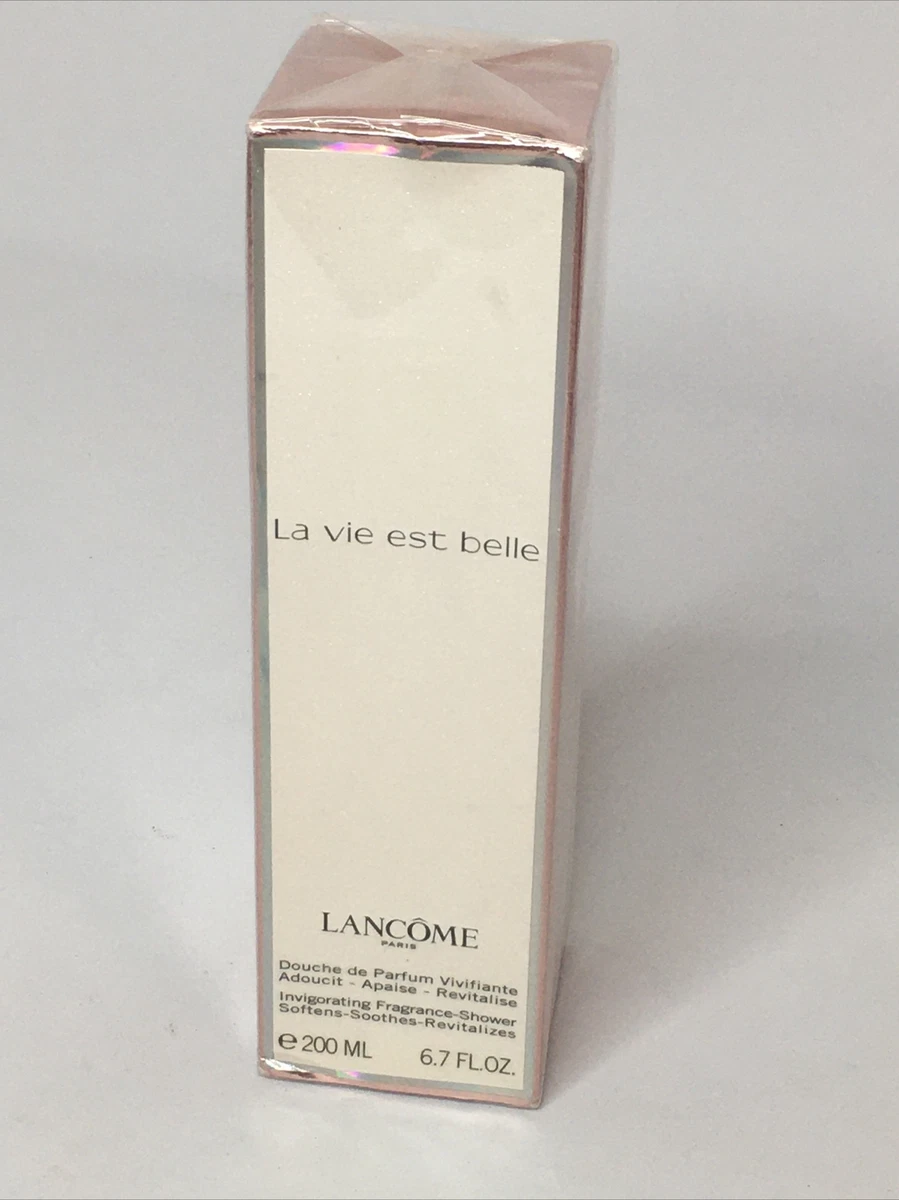 La vie est belle
LANCÔME
PARIS
Douche de Parfum Vivifiante
Adoucit - Apaise - Revitalise
Invigorating Fragrance-Shower
Softens-Soothes-Revitalizes
℮ 200 ML 6.7 FL.OZ.